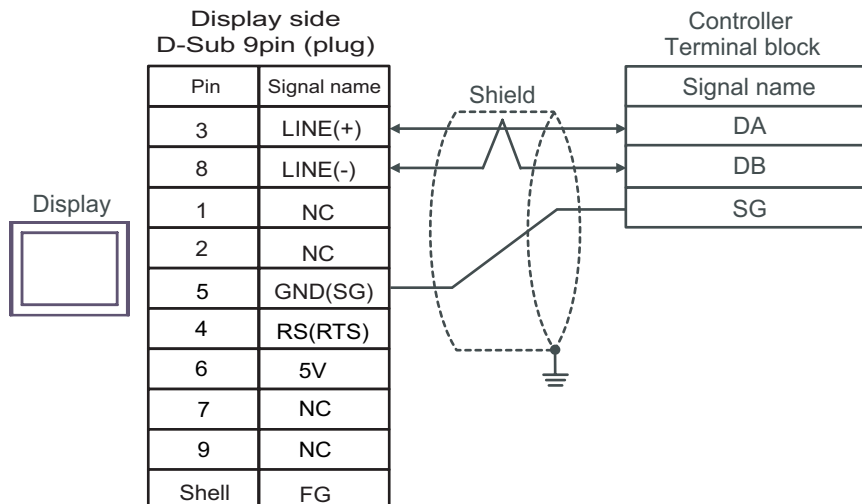 Display side
D-Sub 9pin (plug)
Controller
Terminal block
Pin Signal name
Shield
Signal name
3 LINE(+)
DA
8 LINE(-)
DB
Display
1 NC
SG
2 NC
5 GND(SG)
4 RS(RTS)
6 5V
7 NC
9 NC
Shell FG